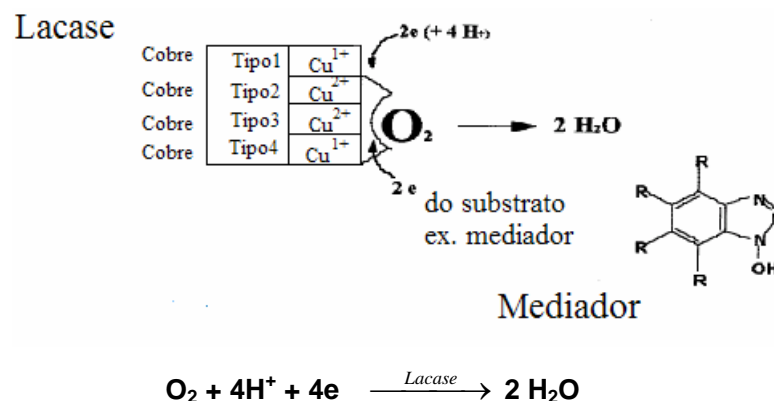 Lacase
2e (+ 4 H+)
Cobre Tipo1 Cu1+
Cobre Tipo2 Cu2+
Cobre Tipo3 Cu2+
Cobre Tipo4 Cu1+
O2 → 2 H2O
2 e
do substrato
ex. mediador
R
R
R
R
N
N
OH
Mediador
Lacase
O2 + 4H+ + 4e → 2 H2O